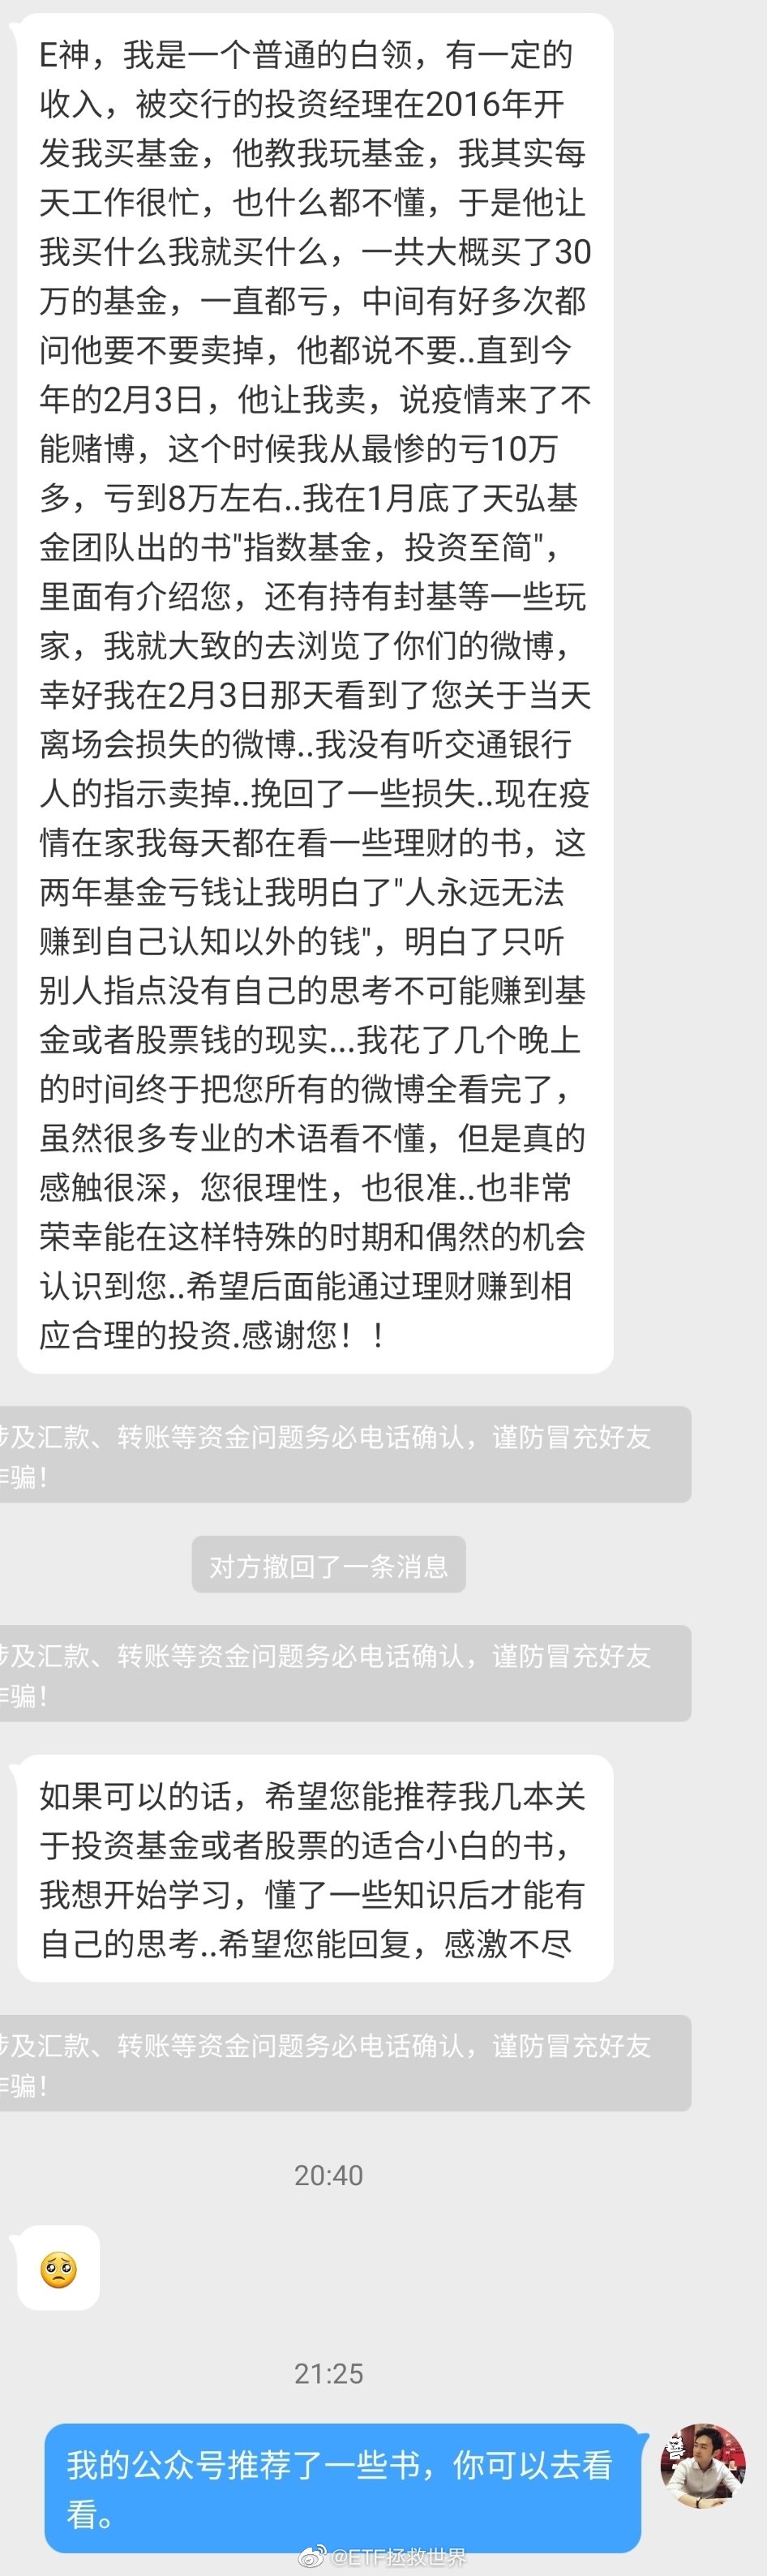 E神，我是一个普通的白领，有一定的
收入，被交行的投资经理在2016年开
发我买基金，他教我玩基金，我其实每
天工作很忙，也什么都不懂，于是他让
我买什么我就买什么，一共大概买了30
万的基金，一直都亏，中间有好多次都
问他要不要卖掉，他都说不要..直到今
年的2月3日，他让我卖，说疫情来了不
能赌博，这个时候我从最惨的亏10万
多，亏到8万左右..我在1月底了天弘基
金团队出的书"指数基金，投资至简"，
里面有介绍您，还有持有封基等一些玩
家，我就大致的去浏览了你们的微博，
幸好我在2月3日那天看到了您关于当天
离场会损失的微博..我没有听交通银行
人的指示卖掉..挽回了一些损失..现在疫
情在家我每天都在看一些理财的书，这
两年基金亏钱让我明白了"人永远无法
赚到自己认知以外的钱"，明白了只听
别人指点没有自己的思考不可能赚到基
金或者股票钱的现实...我花了几个晚上
的时间终于把您所有的微博全看完了，
虽然很多专业的术语看不懂，但是真的
感触很深，您很理性，也很准..也非常
荣幸能在这样特殊的时期和偶然的机会
认识到您..希望后面能通过理财赚到相
应合理的投资.感谢您！！
涉及汇款、转账等资金问题务必电话确认，谨防冒充好友
诈骗！
对方撤回了一条消息
涉及汇款、转账等资金问题务必电话确认，谨防冒充好友
诈骗！
如果可以的话，希望您能推荐我几本关
于投资基金或者股票的适合小白的书，
我想开始学习，懂了一些知识后才能有
自己的思考..希望您能回复，感激不尽
涉及汇款、转账等资金问题务必电话确认，谨防冒充好友
诈骗！
20:40
21:25
我的公众号推荐了一些书，你可以去看
看。
@ETF拯救世界